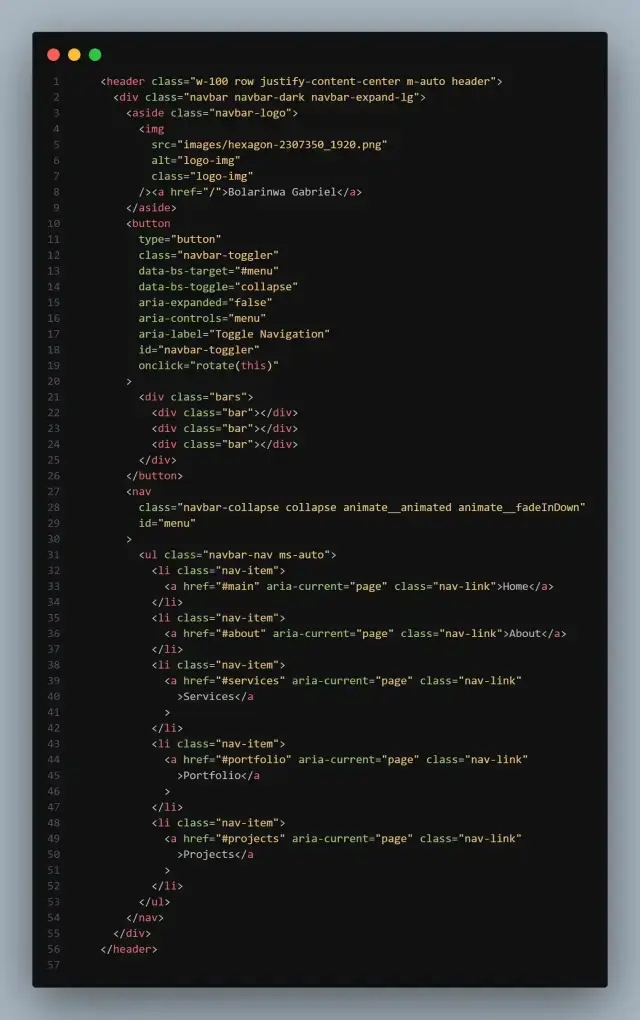 1 <header class="w-100 row justify-content-center m-auto header">
2 <div class="navbar navbar-dark navbar-expand-lg">
3 <aside class="navbar-logo">
4 <img
5 src="images/hexagon-2307350_1920.png"
6 alt="logo-img"
7 class="logo-img"
8 /><a href="/">Bolarinwa Gabriel</a>
9 </aside>
10 <button
11 type="button"
12 class="navbar-toggler"
13 data-bs-target="#menu"
14 data-bs-toggle="collapse"
15 aria-expanded="false"
16 aria-controls="menu"
17 aria-label="Toggle Navigation"
18 id="navbar-toggler"
19 onclick="rotate(this)"
20 >
21 <div class="bars">
22 <div class="bar"></div>
23 <div class="bar"></div>
24 <div class="bar"></div>
25 </div>
26 </button>
27 <nav
28 class="navbar-collapse collapse animate__animated animate__fadeInDown"
29 id="menu"
30 >
31 <ul class="navbar-nav ms-auto">
32 <li class="nav-item">
33 <a href="#main" aria-current="page" class="nav-link">Home</a>
34 </li>
35 <li class="nav-item">
36 <a href="#about" aria-current="page" class="nav-link">About</a>
37 </li>
38 <li class="nav-item">
39 <a href="#services" aria-current="page" class="nav-link"
40 >Services</a
41 >
42 </li>
43 <li class="nav-item">
44 <a href="#portfolio" aria-current="page" class="nav-link"
45 >Portfolio</a
46 >
47 </li>
48 <li class="nav-item">
49 <a href="#projects" aria-current="page" class="nav-link"
50 >Projects</a
51 >
52 </li>
53 </ul>
54 </nav>
55 </div>
56 </header>
57